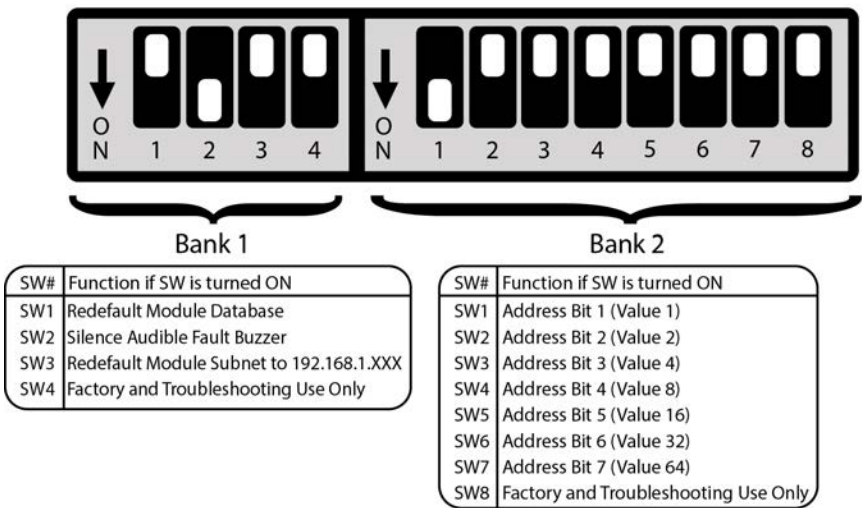 ON 1 2 3 4 ON 1 2 3 4 5 6 7 8
Bank 1
SW# Function if SW is turned ON
SW1 Redefault Module Database
SW2 Silence Audible Fault Buzzer
SW3 Redefault Module Subnet to 192.168.1.XXX
SW4 Factory and Troubleshooting Use Only
Bank 2
SW# Function if SW is turned ON
SW1 Address Bit 1 (Value 1)
SW2 Address Bit 2 (Value 2)
SW3 Address Bit 3 (Value 4)
SW4 Address Bit 4 (Value 8)
SW5 Address Bit 5 (Value 16)
SW6 Address Bit 6 (Value 32)
SW7 Address Bit 7 (Value 64)
SW8 Factory and Troubleshooting Use Only